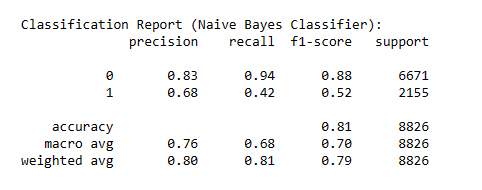 Classification Report (Naive Bayes Classifier):
precision recall f1-score support
0 0.83 0.94 0.88 6671
1 0.68 0.42 0.52 2155
accuracy 0.81 8826
macro avg 0.76 0.68 0.70 8826
weighted avg 0.80 0.81 0.79 8826